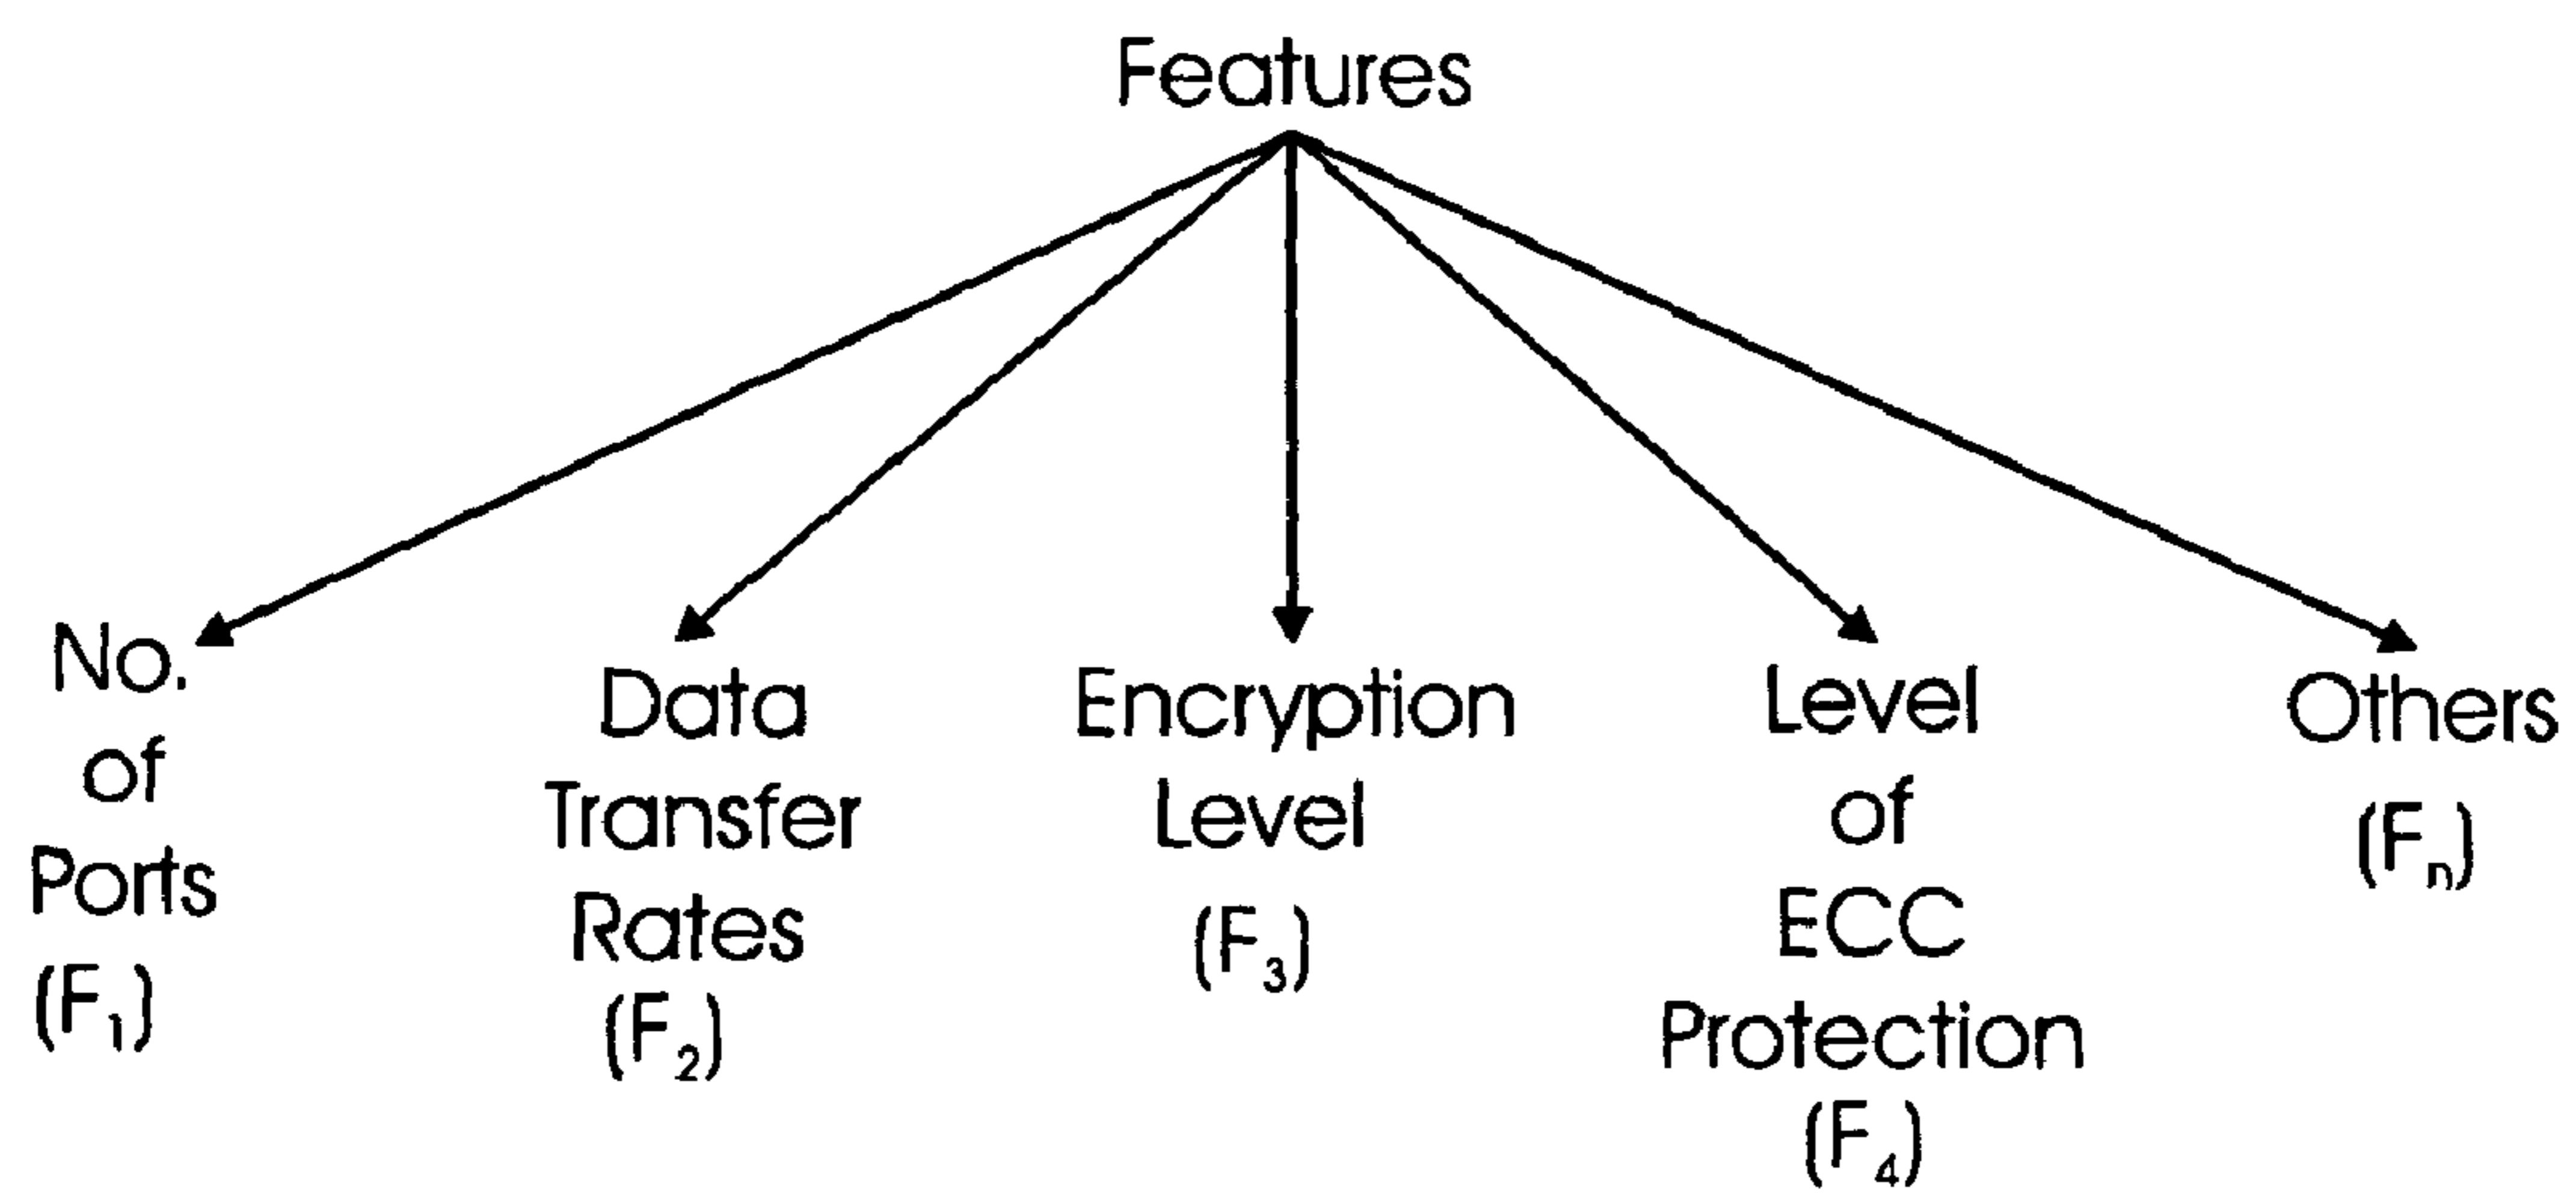 Features
No.
of
Ports
(F₁)
Data
Transfer
Rates
(F₂)
Encryption
Level
(F₃)
Level
of
ECC
Protection
(F₄)
Others
(Fₙ)